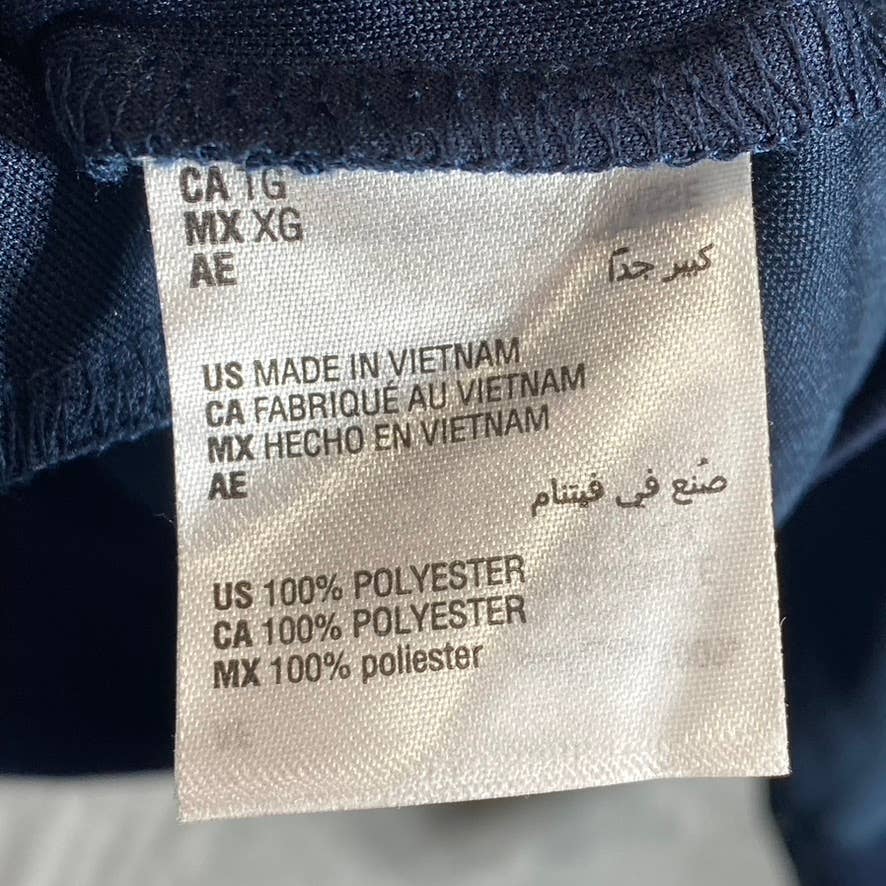 CA TG
MX XG
AE كبير جدًا
US MADE IN VIETNAM
CA FABRIQUÉ AU VIETNAM
MX HECHO EN VIETNAM
AE صُنع في فيتنام
US 100% POLYESTER
CA 100% POLYESTER
MX 100% poliester